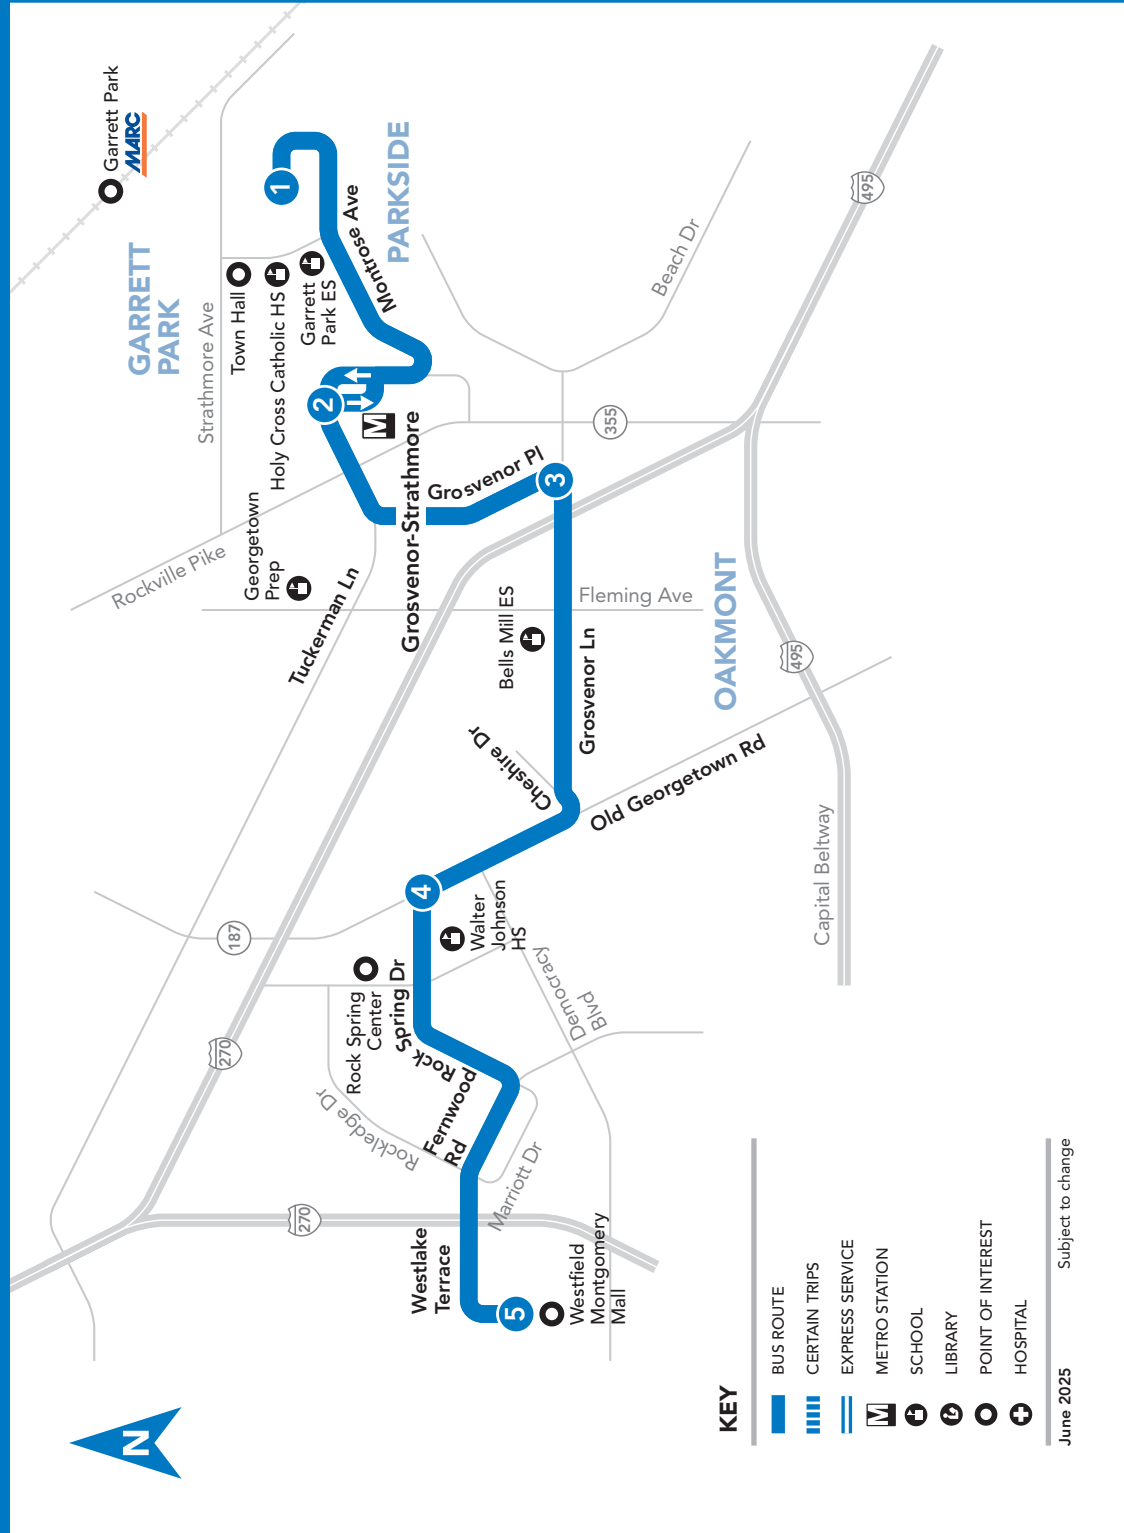 Garrett Park
MARC
GARRETT
PARK
PARKSIDE
Strathmore Ave
Town Hall
Holy Cross Catholic HS
Garrett
Park ES
Montrose Ave
1
2
M
Grosvenor-Strathmore
Georgetown
Prep
Rockville Pike
Tuckerman Ln
Grosvenor Pl
3
355
Beach Dr
495
Bells Mill ES
Fleming Ave
Grosvenor Ln
OAKMONT
495
Cheshire Dr
Old Georgetown Rd
Capital Beltway
4
187
Walter
Johnson
HS
Rock Spring
Center
Rock Spring Dr
Democracy
Blvd
270
Rockledge Dr
Fernwood
Rd
Marriott Dr
270
Westlake
Terrace
5
Westfield
Montgomery
Mall
N
KEY
BUS ROUTE
CERTAIN TRIPS
EXPRESS SERVICE
M
METRO STATION
SCHOOL
LIBRARY
POINT OF INTEREST
HOSPITAL
June 2025
Subject to change